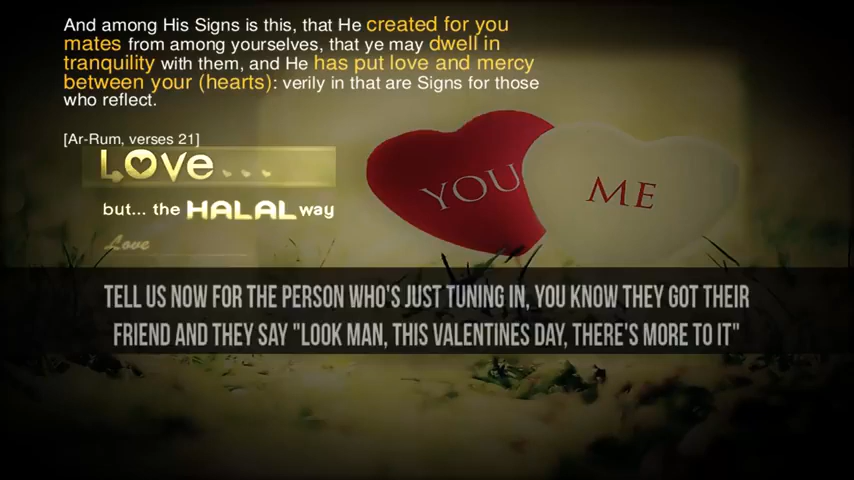 And among His Signs is this, that He created for you
mates from among yourselves, that ye may dwell in
tranquility with them, and He has put love and mercy
between your (hearts): verily in that are Signs for those
who reflect.
[Ar-Rum, verses 21]
Love...
but... the HALAL way
Love
YOU
ME
TELL US NOW FOR THE PERSON WHO'S JUST TUNING IN, YOU KNOW THEY GOT THEIR
FRIEND AND THEY SAY "LOOK MAN, THIS VALENTINES DAY, THERE'S MORE TO IT"